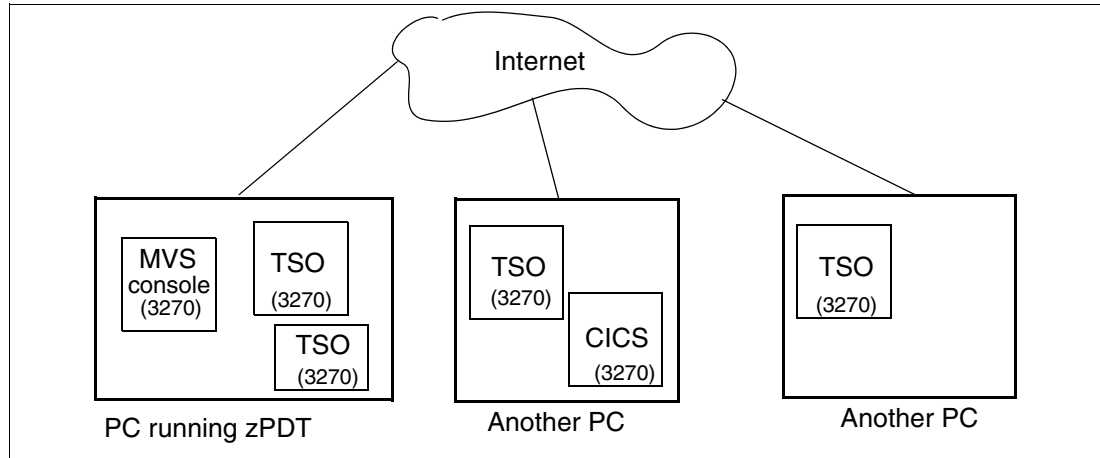 Internet
MVS
console
(3270)
TSO
(3270)
TSO
(3270)
PC running zPDT
TSO
(3270)
CICS
(3270)
Another PC
TSO
(3270)
Another PC